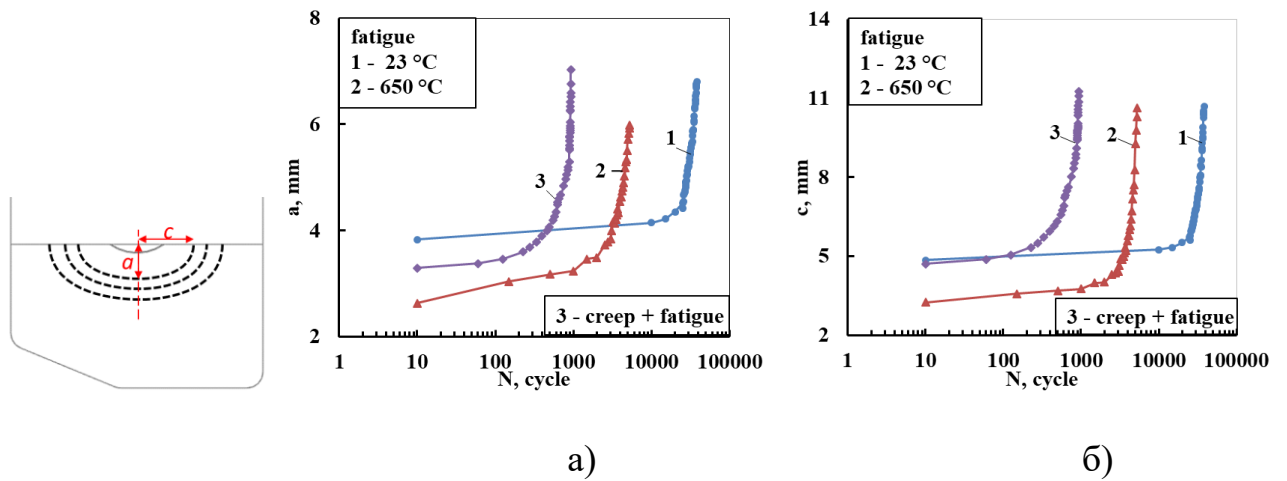 c
a
8
6
4
2
a, mm
fatigue
1 - 23 °C
2 - 650 °C
3
2
1
3 - creep + fatigue
1
10
100
1000
10000
100000
N, cycle
а)
14
11
8
5
2
c, mm
fatigue
1 - 23 °C
2 - 650 °C
3
2
1
3 - creep + fatigue
1
10
100
1000
10000
100000
N, cycle
б)